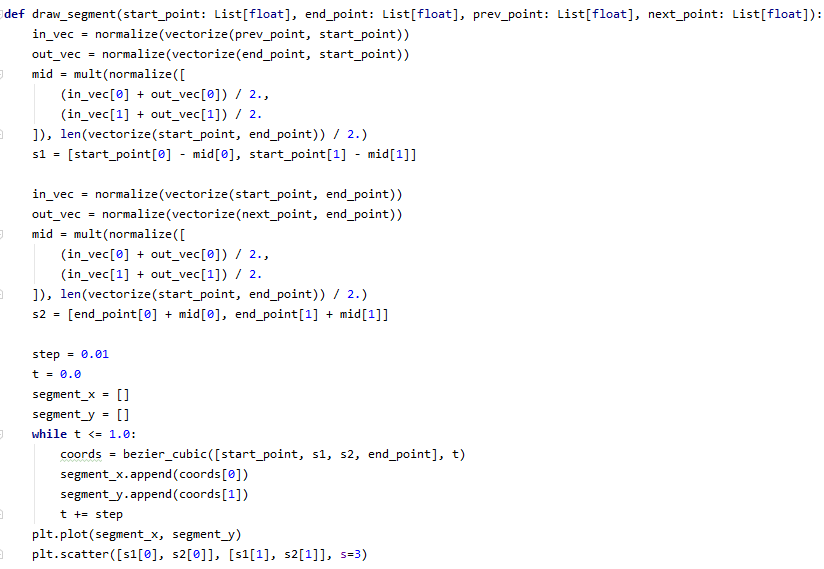 def draw_segment(start_point: List[float], end_point: List[float], prev_point: List[float], next_point: List[float]):
    in_vec = normalize(vectorize(prev_point, start_point))
    out_vec = normalize(vectorize(end_point, start_point))
    mid = mult(normalize([
        (in_vec[0] + out_vec[0]) / 2.,
        (in_vec[1] + out_vec[1]) / 2.
    ]), len(vectorize(start_point, end_point)) / 2.)
    s1 = [start_point[0] - mid[0], start_point[1] - mid[1]]

    in_vec = normalize(vectorize(start_point, end_point))
    out_vec = normalize(vectorize(next_point, end_point))
    mid = mult(normalize([
        (in_vec[0] + out_vec[0]) / 2.,
        (in_vec[1] + out_vec[1]) / 2.
    ]), len(vectorize(start_point, end_point)) / 2.)
    s2 = [end_point[0] + mid[0], end_point[1] + mid[1]]

    step = 0.01
    t = 0.0
    segment_x = []
    segment_y = []
    while t <= 1.0:
        coords = bezier_cubic([start_point, s1, s2, end_point], t)
        segment_x.append(coords[0])
        segment_y.append(coords[1])
        t += step
    plt.plot(segment_x, segment_y)
    plt.scatter([s1[0], s2[0]], [s1[1], s2[1]], s=3)